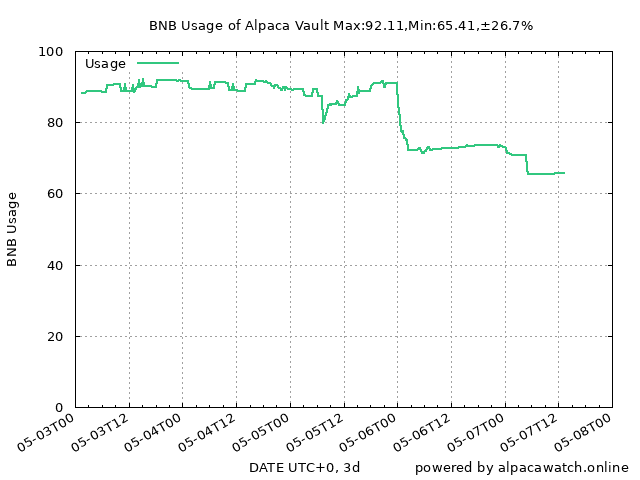 BNB Usage of Alpaca Vault Max:92.11,Min:65.41,±26.7%
100
Usage
80
60
BNB Usage
40
20
0
05-03T00
05-03T12
05-04T00
05-04T12
05-05T00
05-05T12
05-06T00
05-06T12
05-07T00
05-07T12
05-08T00
DATE UTC+0, 3d
powered by alpacawatch.online